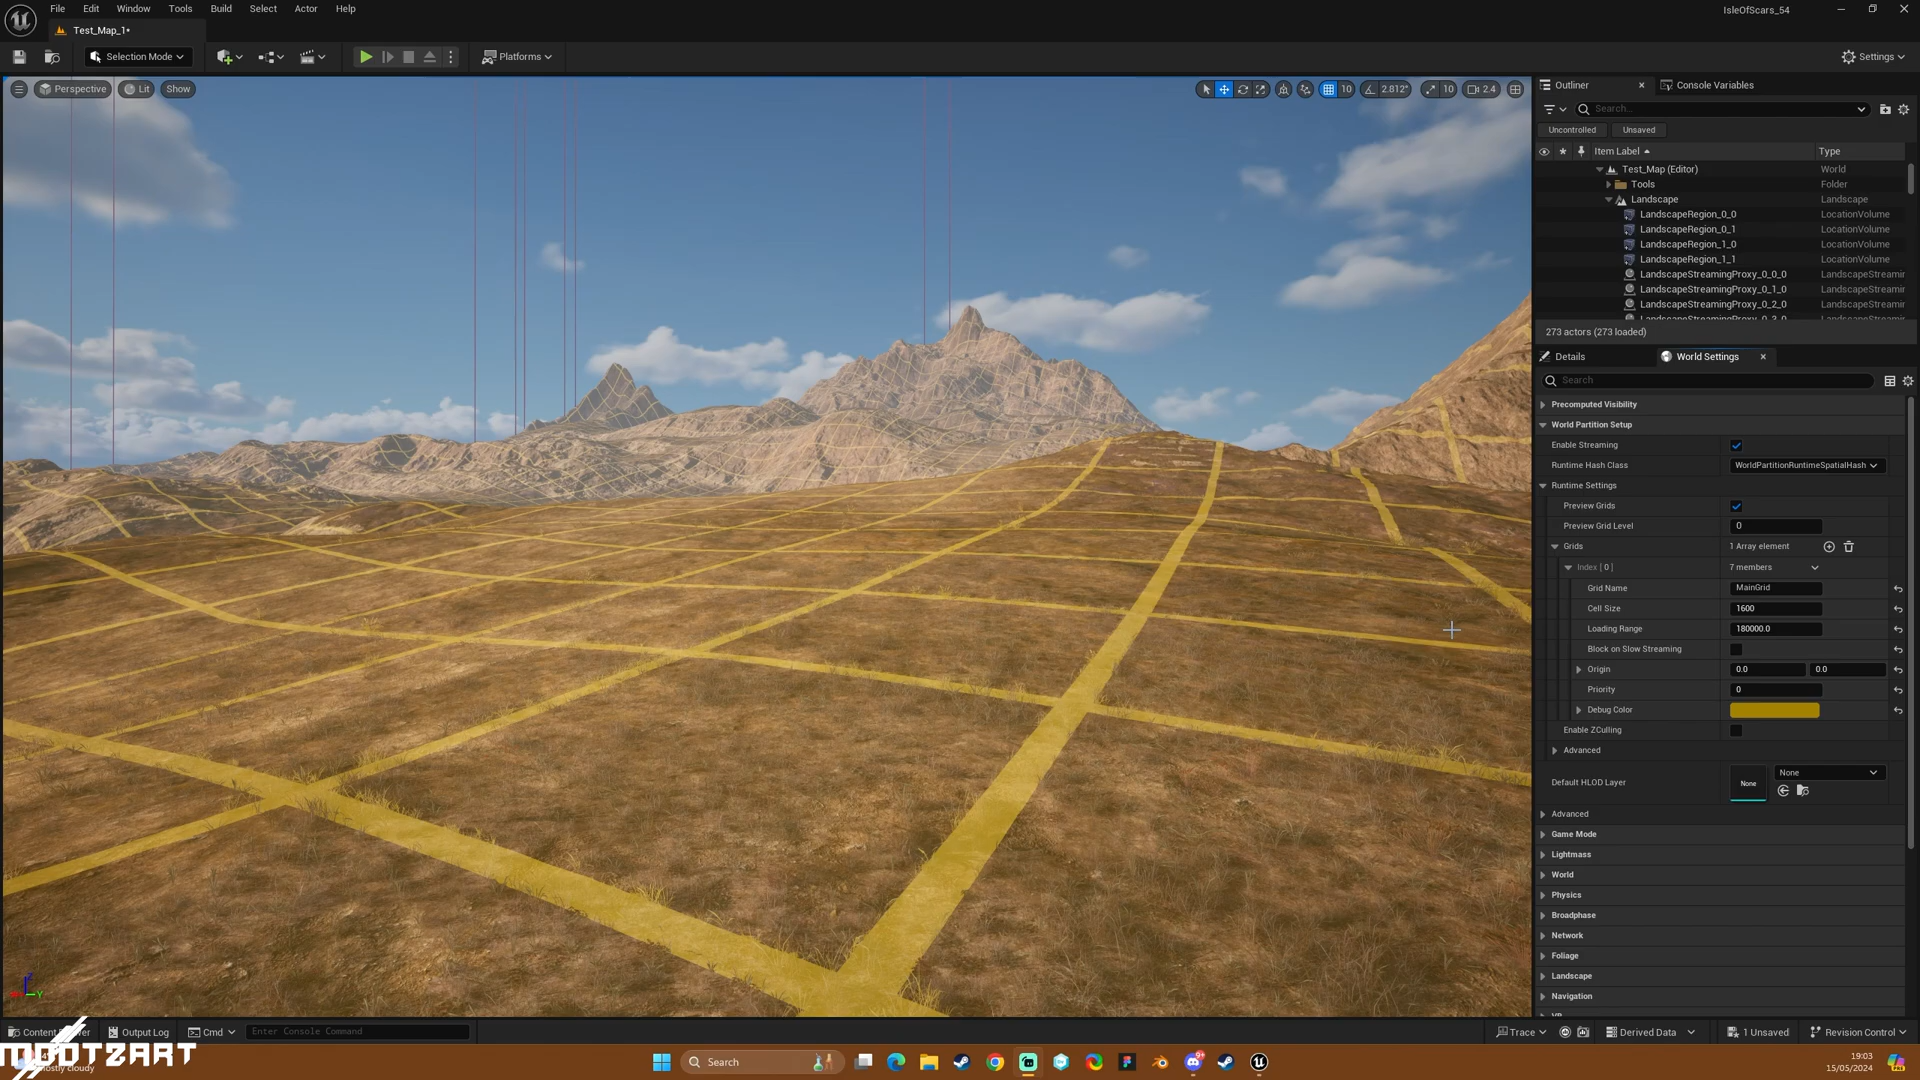 File Edit Window Tools Build Select Actor Help
IsleOfScars_54
Test_Map_1*
Selection Mode
Platforms
Settings
Perspective Lit Show
10 2.812° 10 2.4
Outliner Console Variables
Search...
Uncontrolled Unsaved
Item Label Type
Test_Map (Editor) World
Tools Folder
Landscape Landscape
LandscapeRegion_0_0 LocationVolume
LandscapeRegion_0_1 LocationVolume
LandscapeRegion_1_0 LocationVolume
LandscapeRegion_1_1 LocationVolume
LandscapeStreamingProxy_0_0_0 LandscapeStreamir
LandscapeStreamingProxy_0_1_0 LandscapeStreamir
LandscapeStreamingProxy_0_2_0 LandscapeStreamir
273 actors (273 loaded)
Details World Settings
Search
Precomputed Visibility
World Partition Setup
Enable Streaming
Runtime Hash Class WorldPartitionRuntimeSpatialHash
Runtime Settings
Preview Grids
Preview Grid Level 0
Grids 1 Array element
Index [ 0 ] 7 members
Grid Name MainGrid
Cell Size 1600
Loading Range 180000.0
Block on Slow Streaming
Origin 0.0 0.0
Priority 0
Debug Color
Enable ZCulling
Advanced
Default HLOD Layer None None
Advanced
Game Mode
Lightmass
World
Physics
Broadphase
Network
Foliage
Landscape
Navigation
Output Log Cmd Enter Console Command
Trace Derived Data 1 Unsaved Revision Control
Search
19:03
15/05/2024